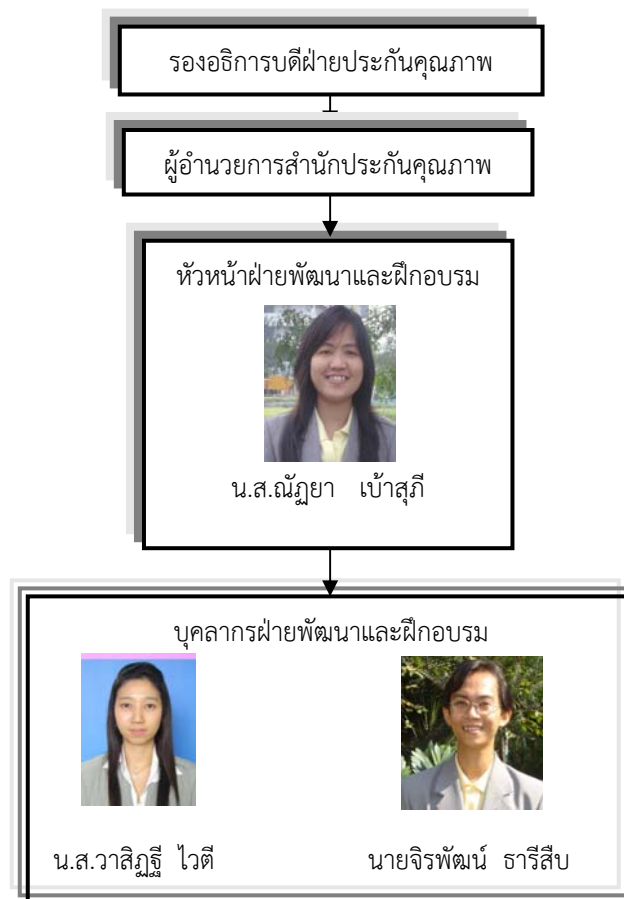 รองอธิการบดีฝ่ายประกันคุณภาพ
ผู้อำนวยการสำนักประกันคุณภาพ
หัวหน้าฝ่ายพัฒนาและฝึกอบรม
น.ส.ณัฏยา เบ้าสุภี
บุคลากรฝ่ายพัฒนาและฝึกอบรม
น.ส.วาสิฏฐี ไวตี นายจิรพัฒน์ ธารีสืบ